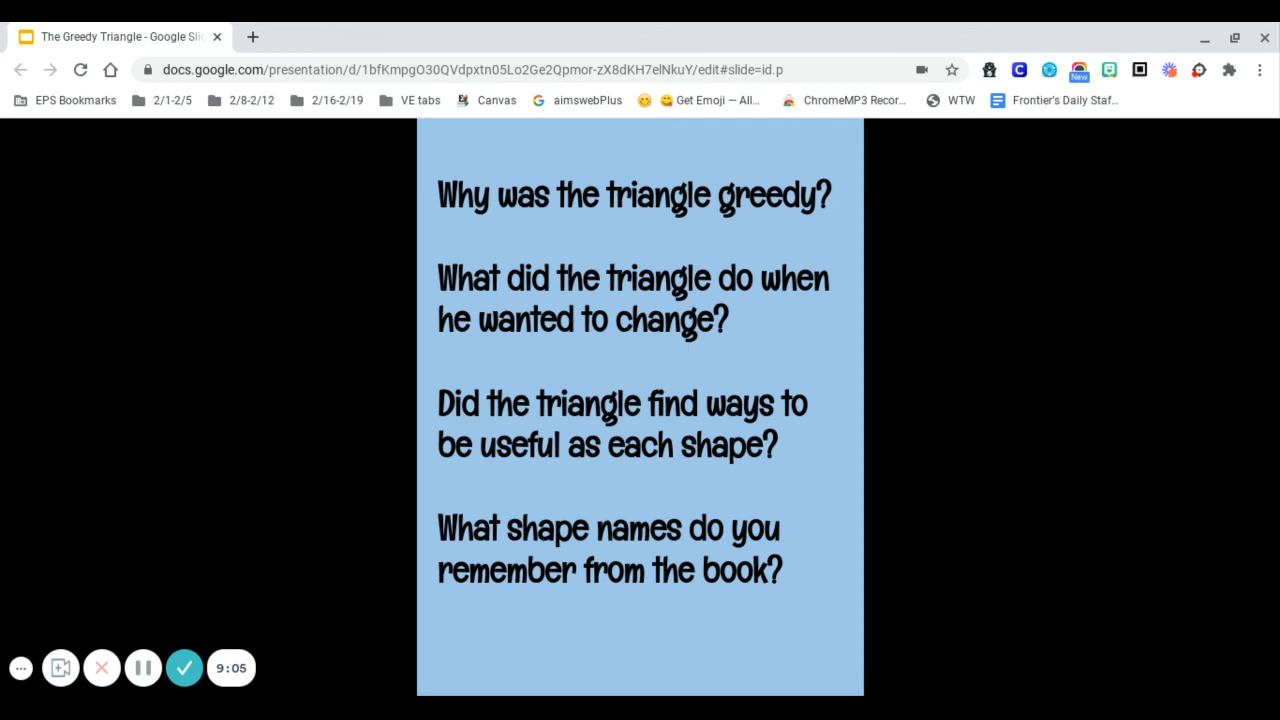 The Greedy Triangle - Google Slic
docs.google.com/presentation/d/1bfKmpgO30QVdpxtn05Lo2Ge2Qpmor-zX8dKH7elNkuY/edit#slide=id.p
New
EPS Bookmarks 2/1-2/5 2/8-2/12 2/16-2/19 VE tabs Canvas aimswebPlus Get Emoji — All... ChromeMP3 Recor... WTW Frontier's Daily Staf...
Why was the triangle greedy?
What did the triangle do when
he wanted to change?
Did the triangle find ways to
be useful as each shape?
What shape names do you
remember from the book?
9:05